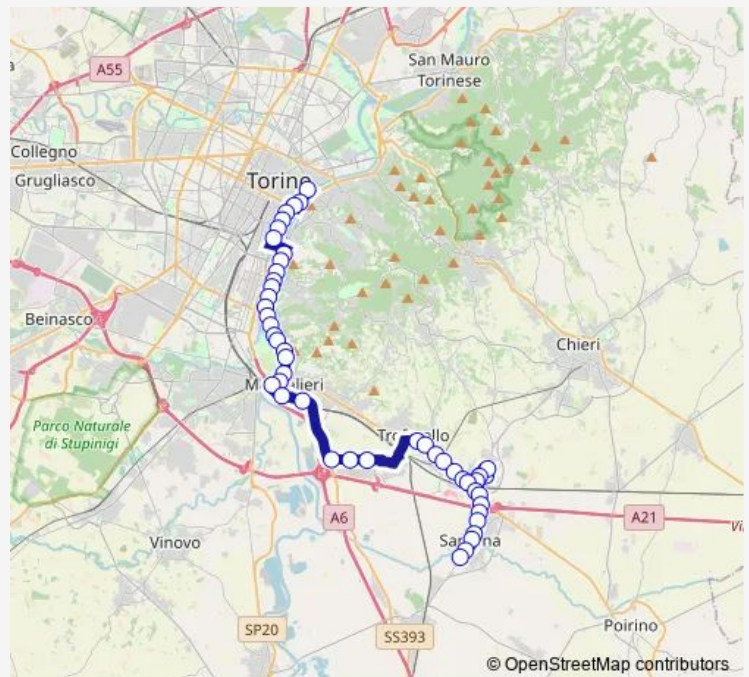 San Mauro
Torinese
A55
Collegno
Grugliasco
Torino
Beinasco
Chieri
Parco Naturale
di Stupinigi
A6
A21
Vinovo
SP20
SS393
Poirino
© OpenStreetMap contributors